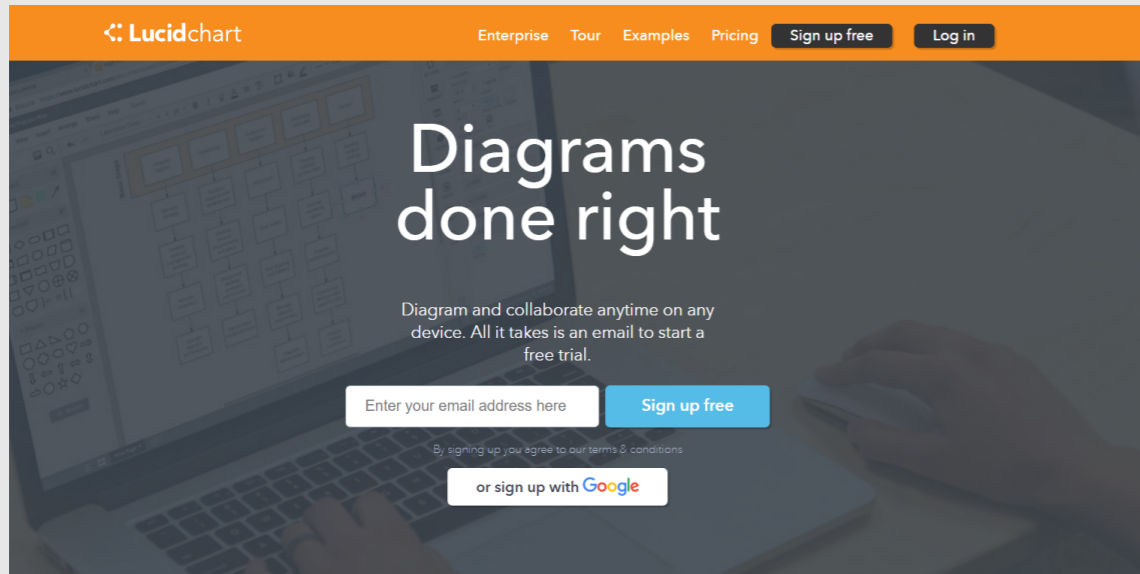 Lucidchart
Enterprise Tour Examples Pricing Sign up free Log in
Diagrams
done right
Diagram and collaborate anytime on any
device. All it takes is an email to start a
free trial.
Enter your email address here Sign up free
By signing up you agree to our terms & conditions
or sign up with Google